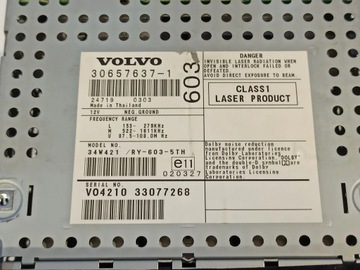 VOLVO
30657637-1
24719 0303
Made in Thailand
12V NEG.GROUND
FREQUENCY RANGE
L 153- 279KHz
M 522- 1611KHz
U 87.5-108.0M Hz
MODEL NO.
34W421 /RY-603-5TH
e11
020327
SERIAL NO.
VO4210 33077268
603
DANGER
INVISIBLE LASER RADIATION WHEN
OPEN AND INTERLOCK FAILED OR
DEFEATED
AVOID DIRECT EXPOSURE TO BEAM.
CLASS1
LASER PRODUCT
Dolby noise reduction
manufactured under license
from Dolby Laboratories
Licensing Corporation. "DOLBY"
and the double-D symbol
are trademarks of Dolby
Laboratories Licensing
Corporation.